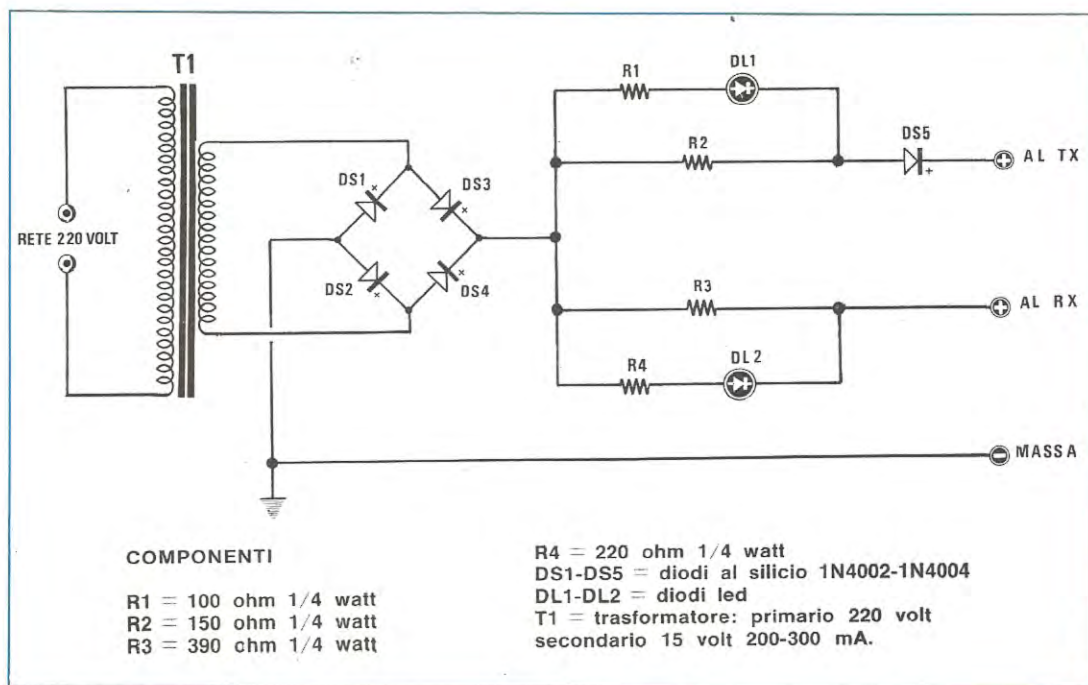 T1
RETE 220 VOLT
DS1
DS3
DS2
DS4
R1
DL1
R2
DS5
+
AL TX
R3
AL RX
R4
DL2
MASSA
COMPONENTI
R1 = 100 ohm 1/4 watt
R2 = 150 ohm 1/4 watt
R3 = 390 ohm 1/4 watt
R4 = 220 ohm 1/4 watt
DS1-DS5 = diodi al silicio 1N4002-1N4004
DL1-DL2 = diodi led
T1 = trasformatore: primario 220 volt
secondario 15 volt 200-300 mA.